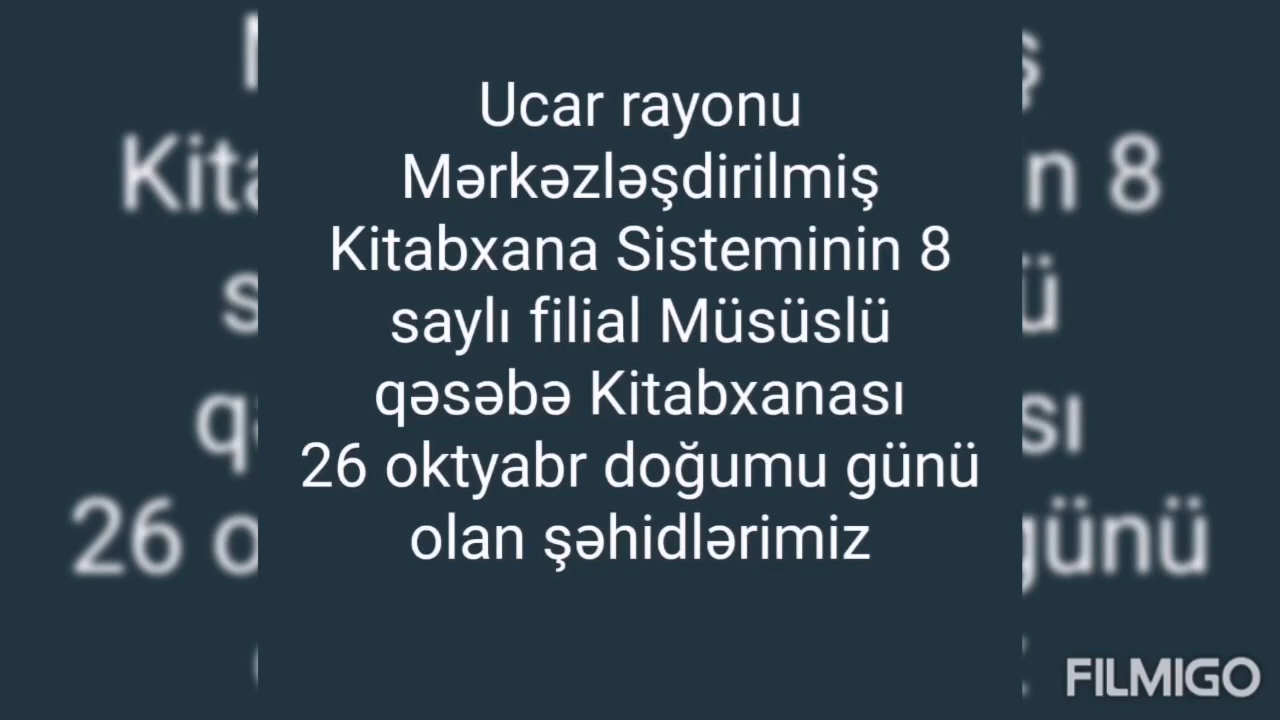 Ucar rayonu
Mərkəzləşdirilmiş
Kitabxana Sisteminin 8
saylı filial Müsüslü
qəsəbə Kitabxanası
26 oktyabr doğumu günü
olan şəhidlərimiz
FILMIGO